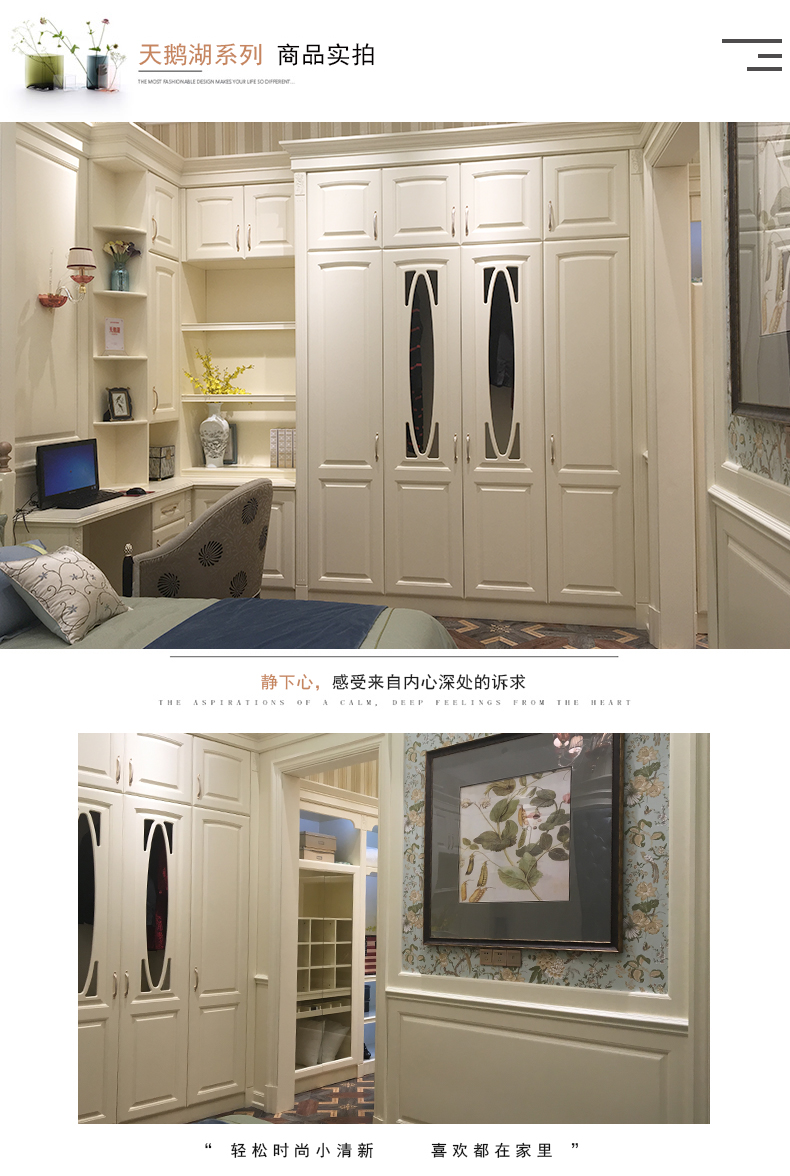 天鹅湖系列 商品实拍
THE MOST FASHIONABLE DESIGN MAKES YOUR LIFE SO DIFFERENT...
静下心，感受来自内心深处的诉求
THE ASPIRATIONS OF A CALM, DEEP FEELINGS FROM THE HEART
“ 轻松时尚小清新 喜欢都在家里 ”